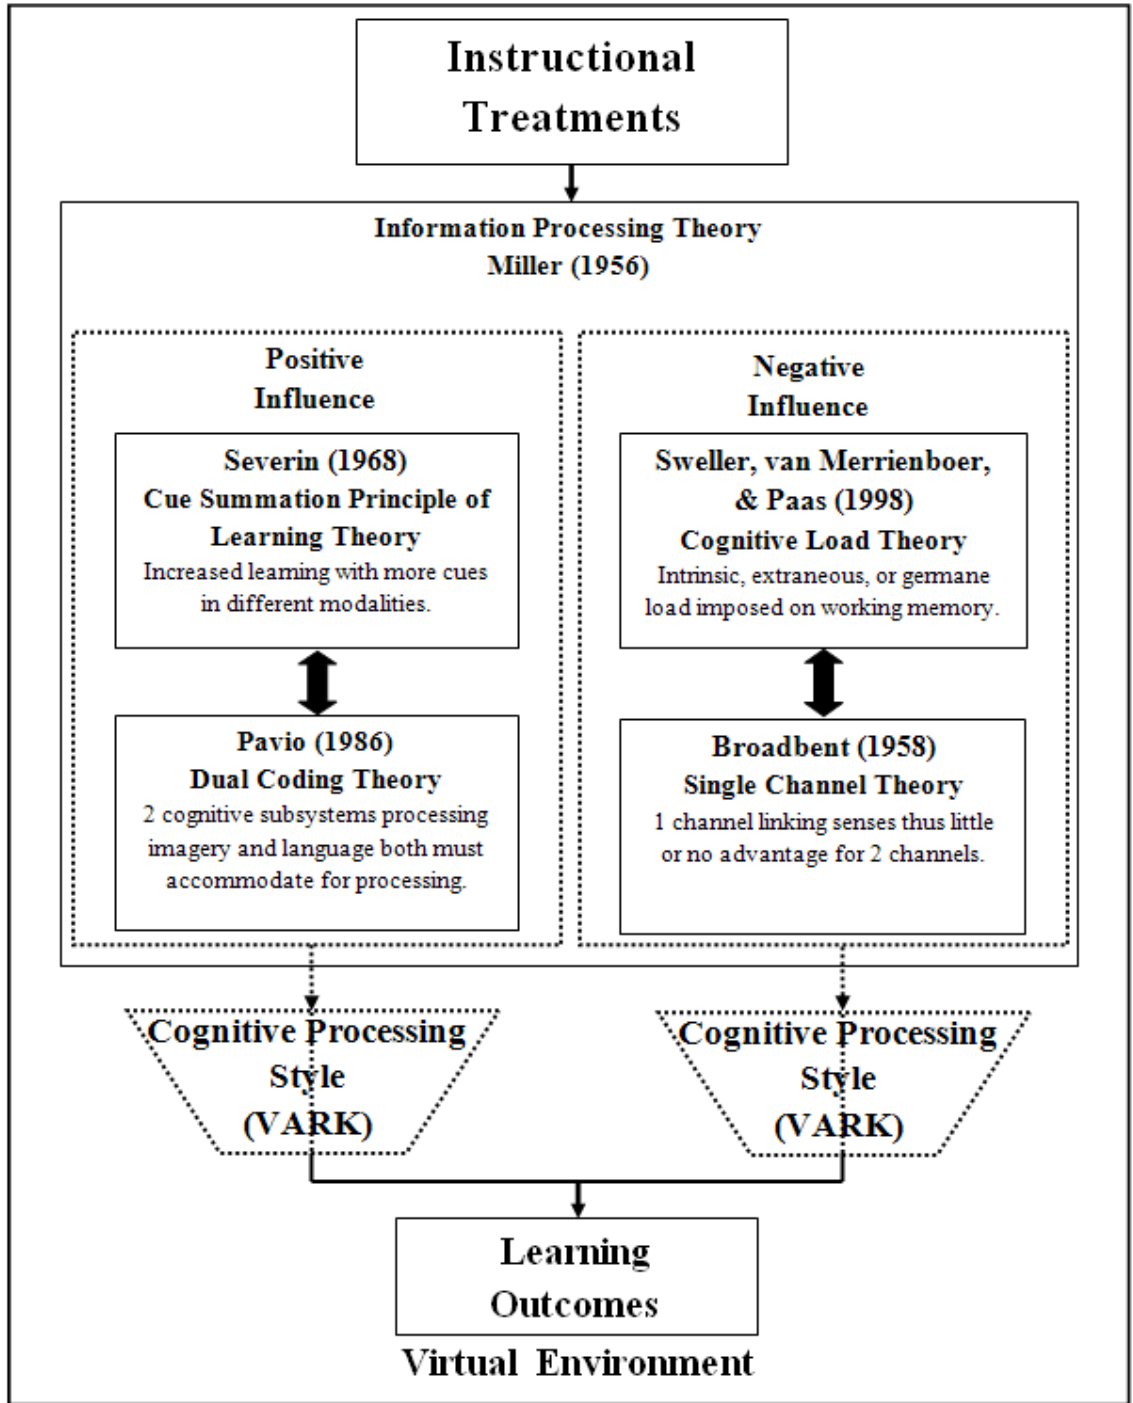 Instructional
Treatments
Information Processing Theory
Miller (1956)
Positive
Influence
Severin (1968)
Cue Summation Principle of
Learning Theory
Increased learning with more cues
in different modalities.
Pavio (1986)
Dual Coding Theory
2 cognitive subsystems processing
imagery and language both must
accommodate for processing.
Negative
Influence
Sweller, van Merrienboer,
& Paas (1998)
Cognitive Load Theory
Intrinsic, extraneous, or germane
load imposed on working memory.
Broadbent (1958)
Single Channel Theory
1 channel linking senses thus little
or no advantage for 2 channels.
Cognitive Processing
Style
(VARK)
Cognitive Processing
Style
(VARK)
Learning
Outcomes
Virtual Environment